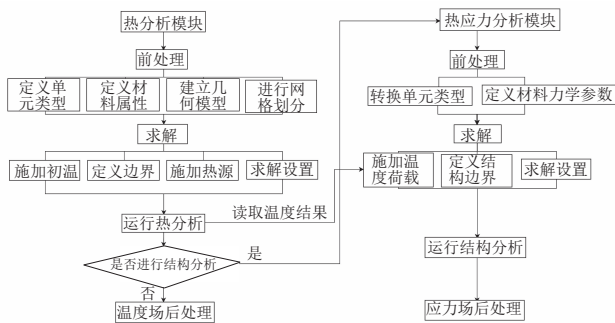 热分析模块
前处理
定义单
元类型
定义材
料属性
建立几
何模型
进行网
格划分
求解
施加初温
定义边界
施加热源
求解设置
运行热分析
读取温度结果
是否进行结构分析
是
否
温度场后处理
热应力分析模块
前处理
转换单元类型
定义材料力学参数
求解
施加温
度荷载
定义结
构边界
求解设置
运行结构分析
应力场后处理